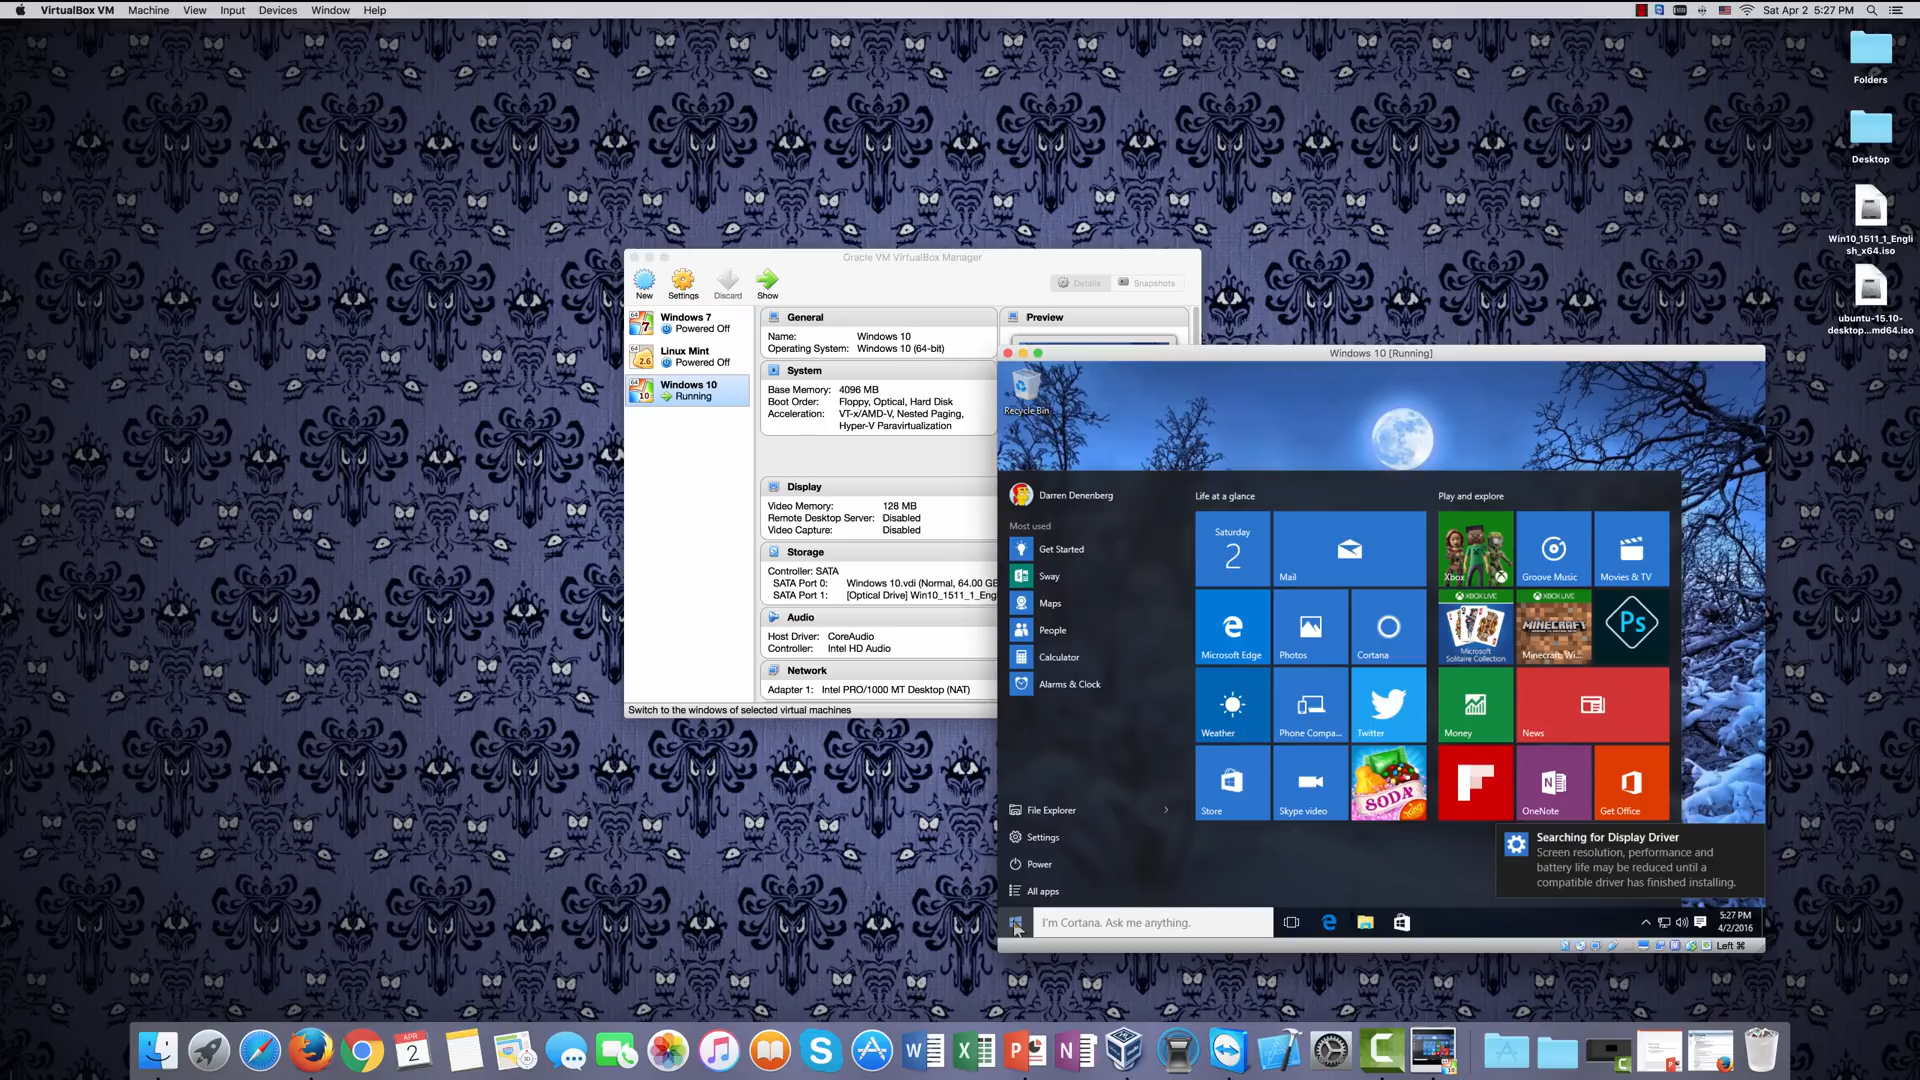 VirtualBox VM Machine View Input Devices Window Help
Sat Apr 2 5:27 PM
Folders
Desktop
Win10_1511_1_Engli
sh_x64.iso
ubuntu-15.10-
desktop...md64.iso
Oracle VM VirtualBox Manager
New Settings Discard Show
Details Snapshots
64 7 Windows 7
Powered Off
64 2.6 Linux Mint
Powered Off
64 10 Windows 10
Running
General
Name: Windows 10
Operating System: Windows 10 (64-bit)
System
Base Memory: 4096 MB
Boot Order: Floppy, Optical, Hard Disk
Acceleration: VT-x/AMD-V, Nested Paging,
Hyper-V Paravirtualization
Display
Video Memory: 128 MB
Remote Desktop Server: Disabled
Video Capture: Disabled
Storage
Controller: SATA
SATA Port 0: Windows 10.vdi (Normal, 64.00 GB
SATA Port 1: [Optical Drive] Win10_1511_1_Eng
Audio
Host Driver: CoreAudio
Controller: Intel HD Audio
Network
Adapter 1: Intel PRO/1000 MT Desktop (NAT)
Switch to the windows of selected virtual machines
Preview
Windows 10 [Running]
Recycle Bin
Darren Denenberg
Most used
Get Started
Sway
Maps
People
Calculator
Alarms & Clock
File Explorer
Settings
Power
All apps
Life at a glance
Saturday
2
Mail
Microsoft Edge
Photos
Cortana
Weather
Phone Compa...
Twitter
Store
Skype video
SODA
Play and explore
Xbox
Groove Music
Movies & TV
XBOX LIVE
Microsoft
Solitaire Collection
XBOX LIVE
MINECRAFT
Minecraft: Wi...
Ps
Money
News
OneNote
Get Office
Searching for Display Driver
Screen resolution, performance and
battery life may be reduced until a
compatible driver has finished installing.
I'm Cortana. Ask me anything.
5:27 PM
4/2/2016
Left ⌘
APR
2